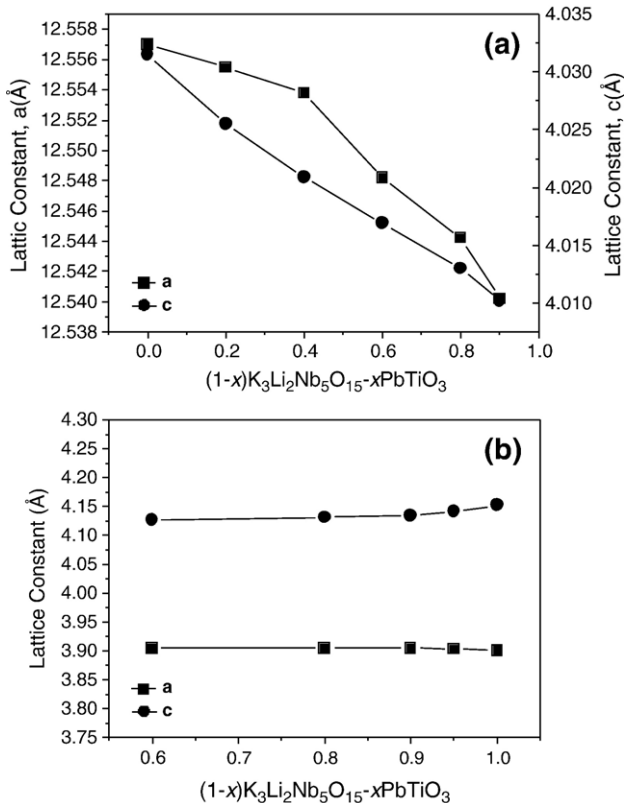 (a)
Lattic Constant, a(Å)
12.558
12.556
12.554
12.552
12.550
12.548
12.546
12.544
12.542
12.540
12.538
4.035
4.030
4.025
4.020
4.015
4.010
Lattice Constant, c(Å)
a
c
0.0 0.2 0.4 0.6 0.8 1.0
(1-x)K₃Li₂Nb₅O₁₅-xPbTiO₃
(b)
Lattice Constant (Å)
4.30
4.25
4.20
4.15
4.10
4.05
4.00
3.95
3.90
3.85
3.80
3.75
a
c
0.6 0.7 0.8 0.9 1.0
(1-x)K₃Li₂Nb₅O₁₅-xPbTiO₃